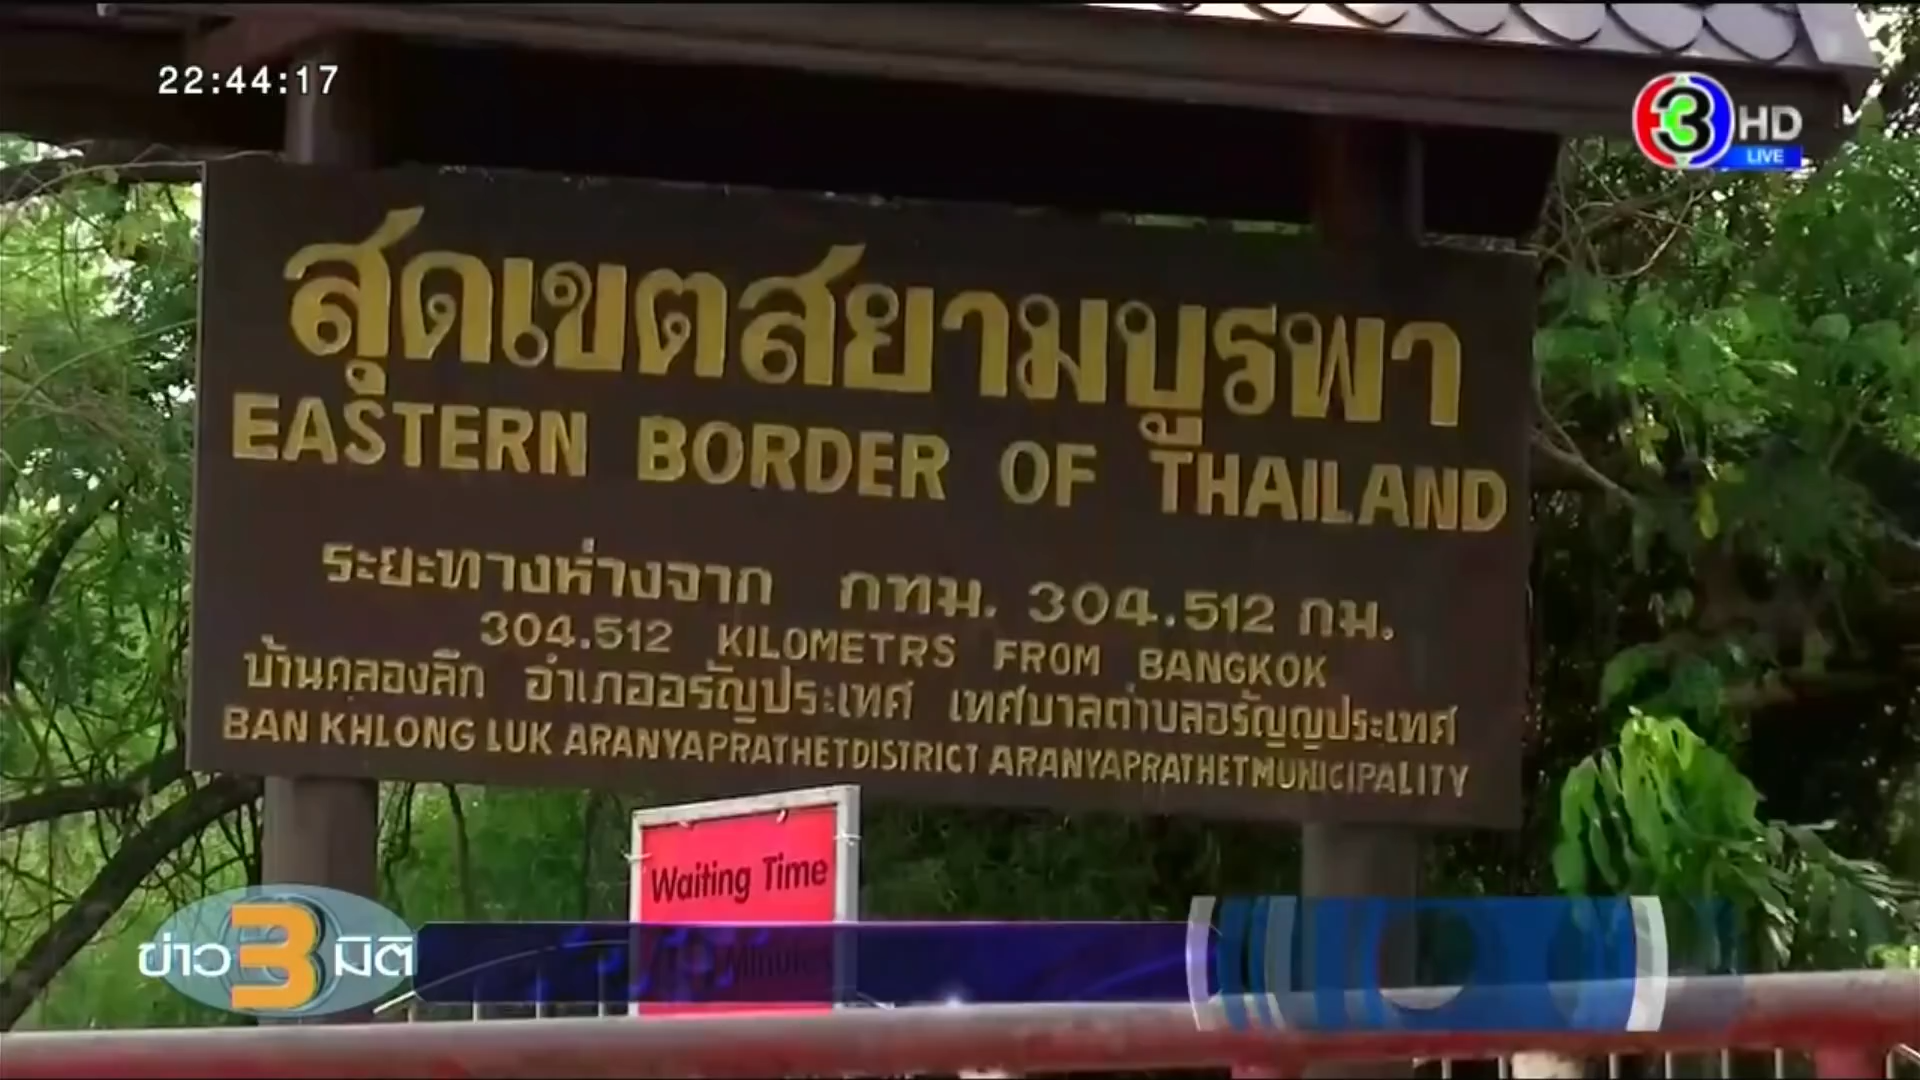 22:44:17
3 HD
LIVE
สุดเขตสยามบูรพา
EASTERN BORDER OF THAILAND
ระยะทางห่างจาก กทม. 304.512 กม.
304.512 KILOMETRS FROM BANGKOK
บ้านคลองลึก อำเภออรัญประเทศ เทศบาลตำบลอรัญญประเทศ
BAN KHLONG LUK ARANYAPRATHETDISTRICT ARANYAPRATHETMUNICIPALITY
Waiting Time
Minutes
ข่าว 3 มิติ